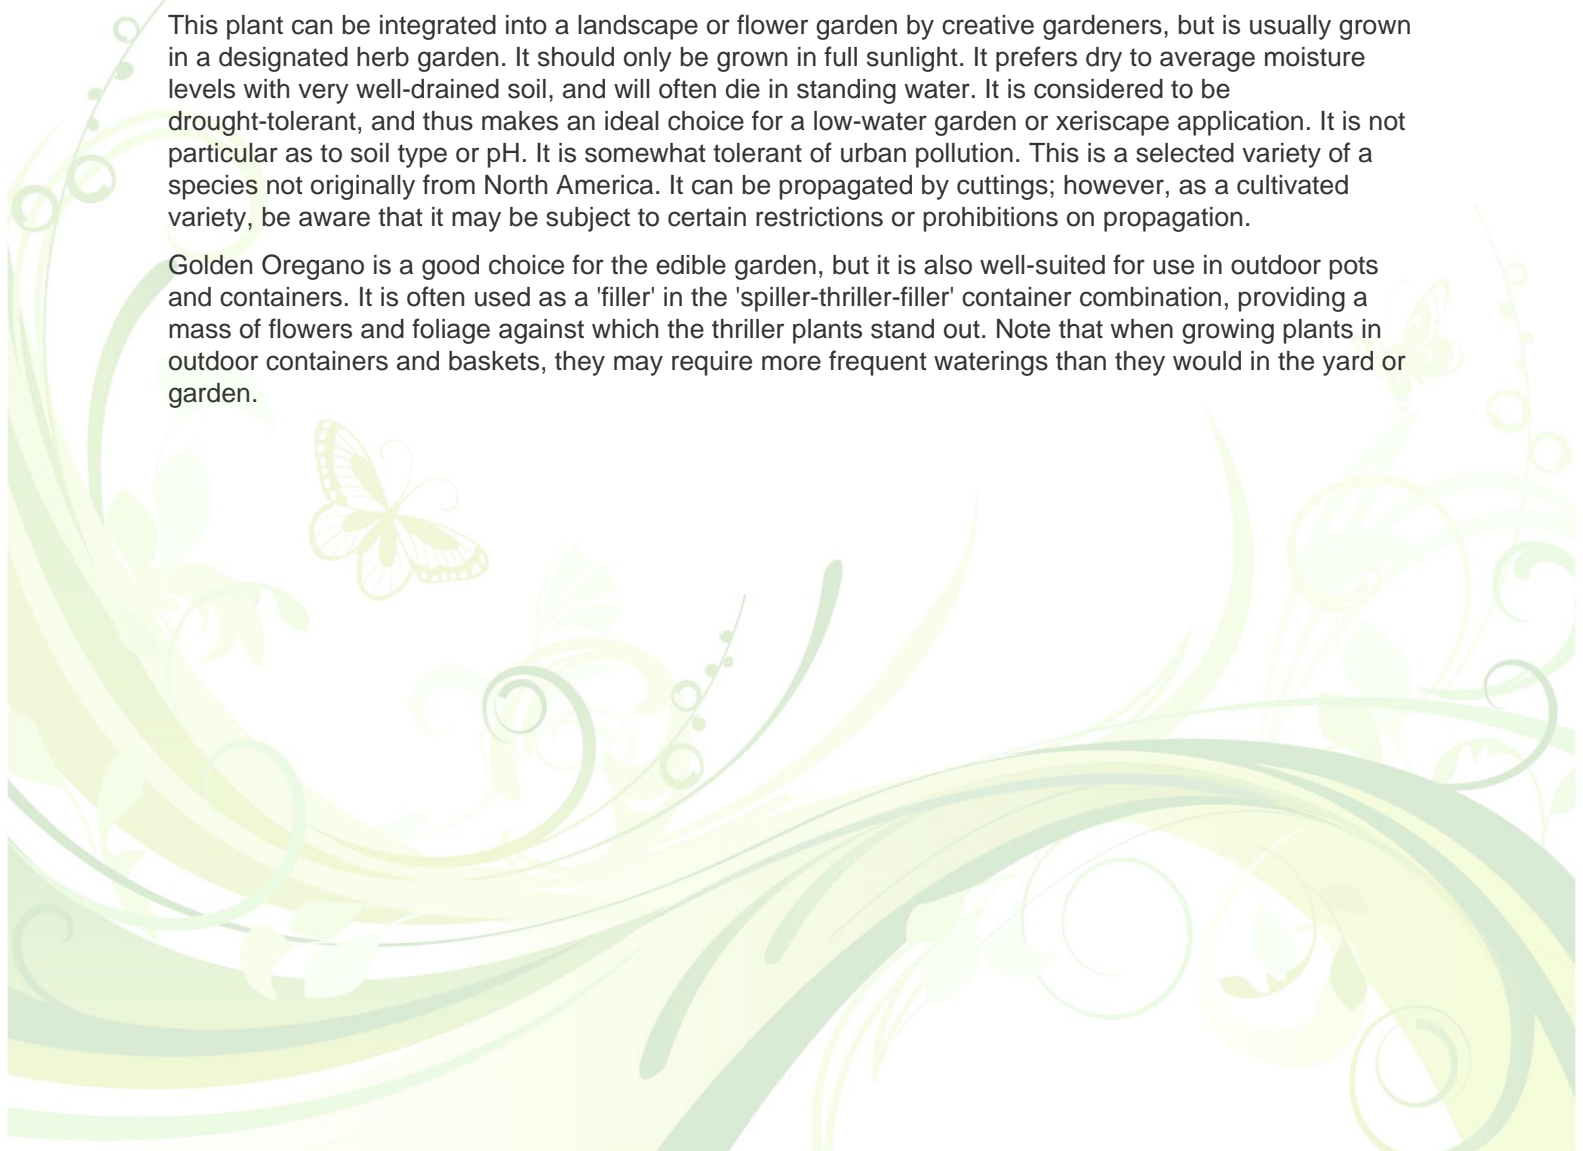 This plant can be integrated into a landscape or flower garden by creative gardeners, but is usually grown
in a designated herb garden. It should only be grown in full sunlight. It prefers dry to average moisture
levels with very well-drained soil, and will often die in standing water. It is considered to be
drought-tolerant, and thus makes an ideal choice for a low-water garden or xeriscape application. It is not
particular as to soil type or pH. It is somewhat tolerant of urban pollution. This is a selected variety of a
species not originally from North America. It can be propagated by cuttings; however, as a cultivated
variety, be aware that it may be subject to certain restrictions or prohibitions on propagation.
Golden Oregano is a good choice for the edible garden, but it is also well-suited for use in outdoor pots
and containers. It is often used as a 'filler' in the 'spiller-thriller-filler' container combination, providing a
mass of flowers and foliage against which the thriller plants stand out. Note that when growing plants in
outdoor containers and baskets, they may require more frequent waterings than they would in the yard or
garden.